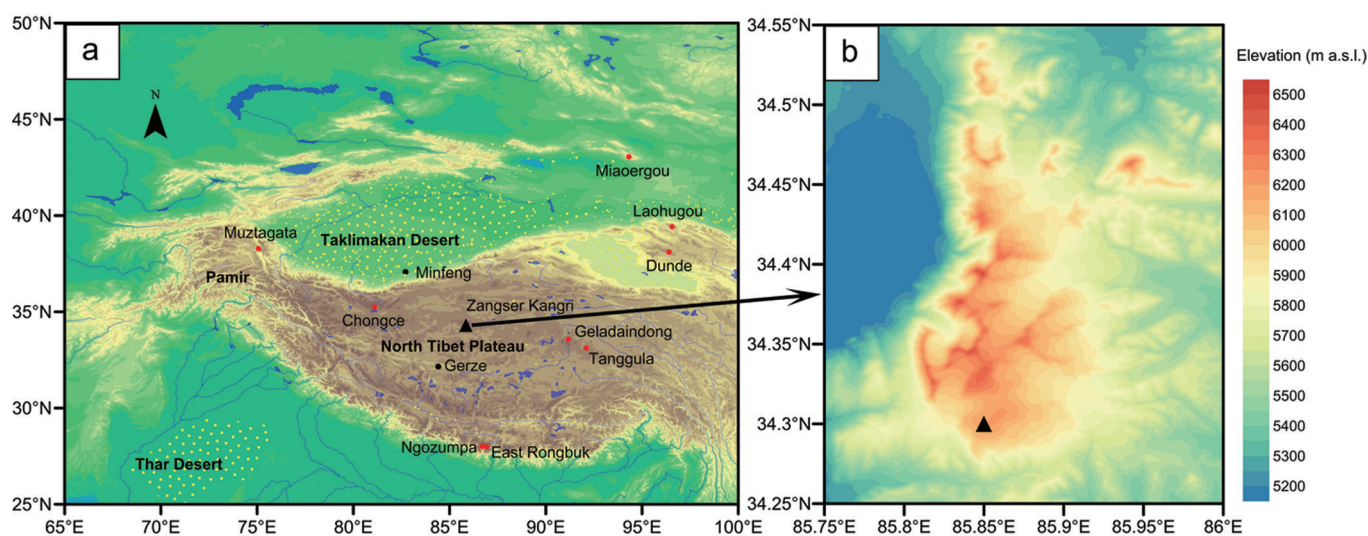 a
N
50°N
45°N
40°N
35°N
30°N
25°N
65°E
70°E
75°E
80°E
85°E
90°E
95°E
100°E
Miaoergou
Laohugou
Muztagata
Taklimakan Desert
Dunde
Pamir
Minfeng
Zangser Kangri
Chongce
Geladaindong
North Tibet Plateau
Tanggula
Gerze
Ngozumpa
East Rongbuk
Thar Desert
b
34.55°N
34.5°N
34.45°N
34.4°N
34.35°N
34.3°N
34.25°N
85.75°E
85.8°E
85.85°E
85.9°E
85.95°E
86°E
Elevation (m a.s.l.)
6500
6400
6300
6200
6100
6000
5900
5800
5700
5600
5500
5400
5300
5200